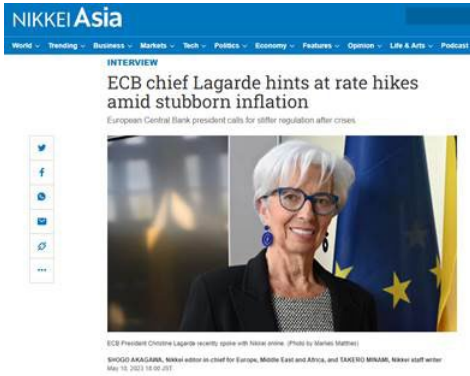 NIKKEI Asia
World Trending Business Markets Tech Politics Economy Features Opinion Life & Arts Podcast
INTERVIEW
ECB chief Lagarde hints at rate hikes
amid stubborn inflation
European Central Bank president calls for stiffer regulation after crises
ECB President Christine Lagarde recently spoke with Nikkei online. (Photo by Marieis Matthes)
SHOGO AKAGAWA, Nikkei editor in chief for Europe, Middle East and Africa, and TAKERO MINAMI, Nikkei staff writer
May 10, 2023 18:00 JST